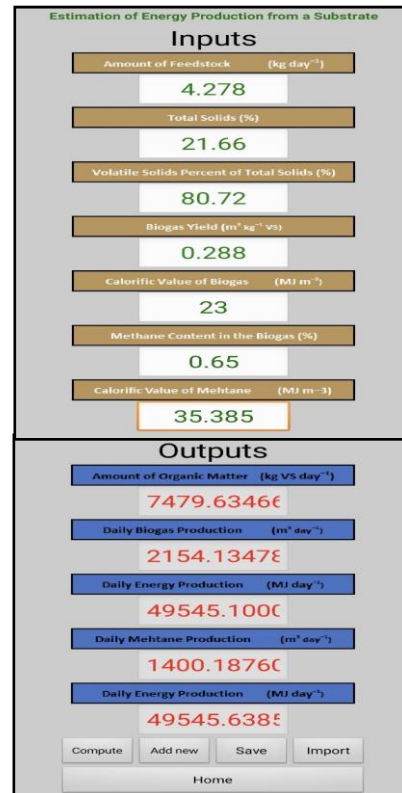 Estimation of Energy Production from a Substrate
Inputs
Amount of Feedstock (kg day⁻¹)
4.278
Total Solids (%)
21.66
Volatile Solids Percent of Total Solids (%)
80.72
Biogas Yield (m³ kg⁻¹ VS)
0.288
Calorific Value of Biogas (MJ m⁻³)
23
Methane Content in the Biogas (%)
0.65
Calorific Value of Mehtane (MJ m−3)
35.385
Outputs
Amount of Organic Matter (kg VS day⁻¹)
7479.6346
Daily Biogas Production (m³ day⁻¹)
2154.1347
Daily Energy Production (MJ day⁻¹)
49545.100
Daily Mehtane Production (m³ day⁻¹)
1400.1876
Daily Energy Production (MJ day⁻¹)
49545.638
Compute Add new Save Import
Home